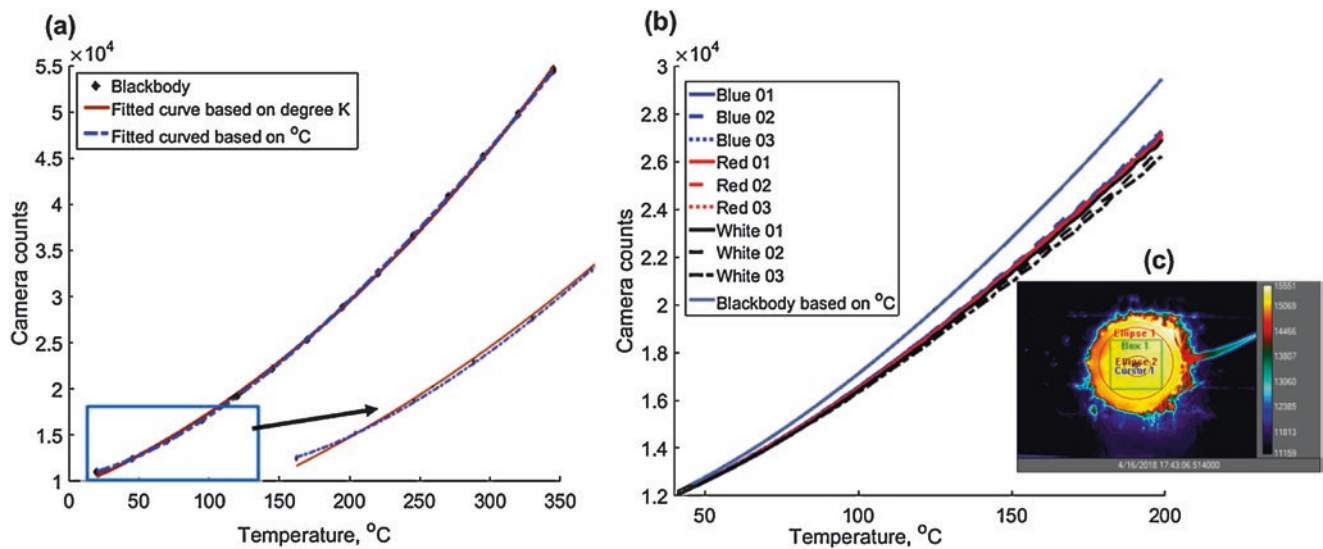 (a)
×10⁴
5.5
5
4.5
4
3.5
3
2.5
2
1.5
1
Camera counts
Blackbody
Fitted curve based on degree K
Fitted curved based on °C
0 50 100 150 200 250 300 350
Temperature, °C
(b)
×10⁴
3
2.8
2.6
2.4
2.2
2
1.8
1.6
1.4
1.2
Camera counts
Blue 01
Blue 02
Blue 03
Red 01
Red 02
Red 03
White 01
White 02
White 03
Blackbody based on °C
50 100 150 200
Temperature, °C
(c)
Ellipse 1
Box 1
Ellipse 2
Cursor 1
15551
15069
14466
13807
13060
12385
11813
11159
4/16/2018 17:43:06.514000